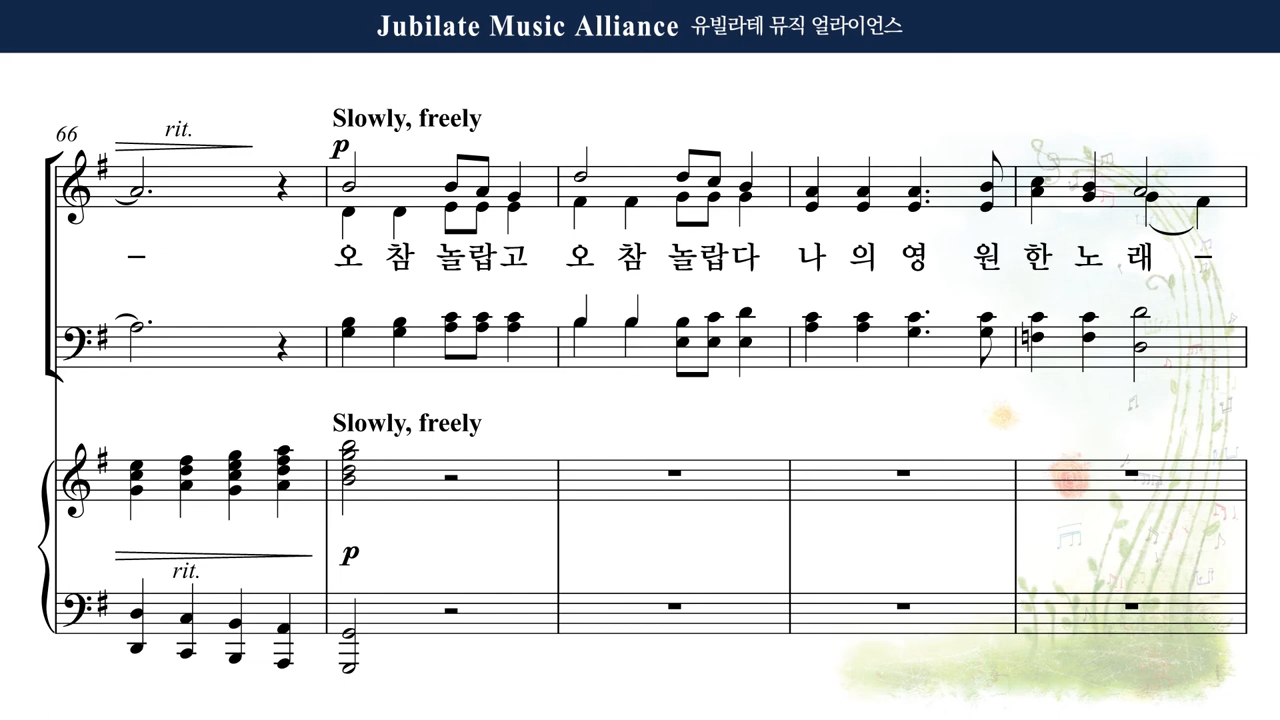 Jubilate Music Alliance 유빌라테 뮤직 얼라이언스
Slowly, freely
66 rit.
p
– 오 참 놀랍고 오 참 놀랍다 나 의 영 원 한 노 래 –
Slowly, freely
p
rit.